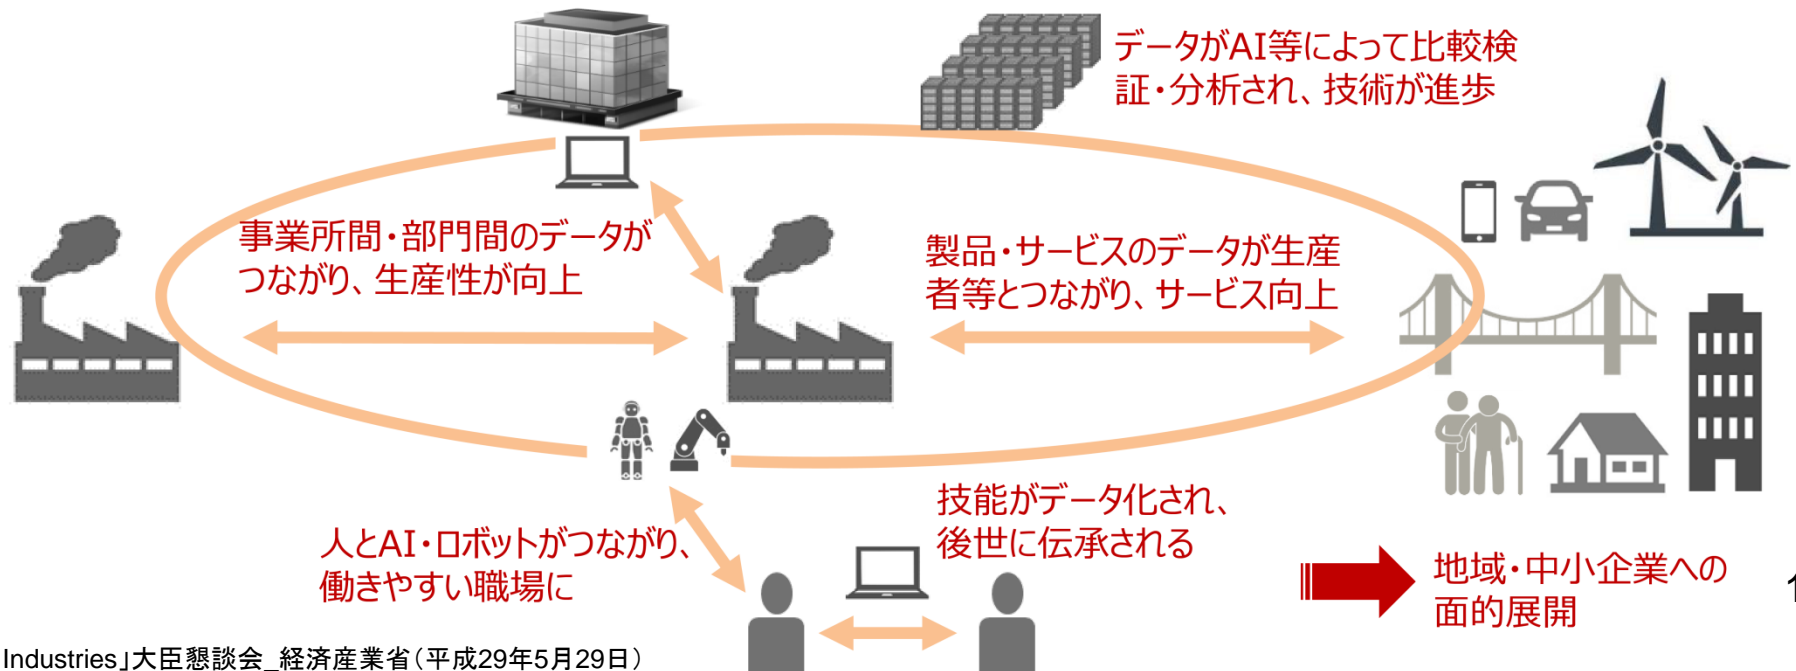 データがAI等によって比較検
証・分析され、技術が進歩
事業所間・部門間のデータが
つながり、生産性が向上
製品・サービスのデータが生産
者等とつながり、サービス向上
人とAI・ロボットがつながり、
働きやすい職場に
技能がデータ化され、
後世に伝承される
地域・中小企業への
面的展開
Industries」大臣懇談会_経済産業省(平成29年5月29日)